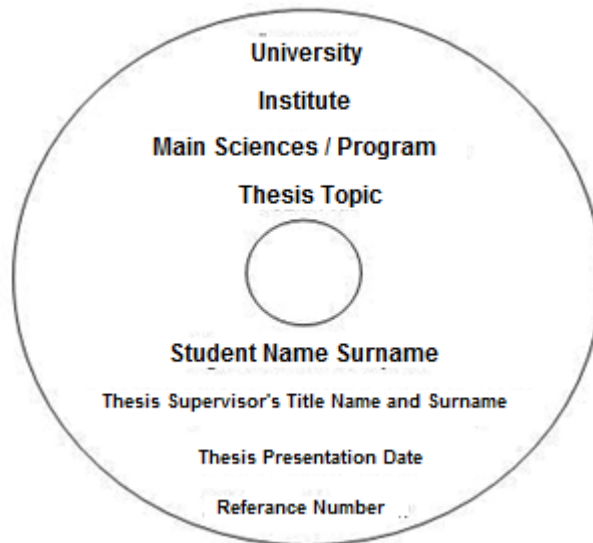 University
Institute
Main Sciences / Program
Thesis Topic
Student Name Surname
Thesis Supervisor's Title Name and Surname
Thesis Presentation Date
Referance Number